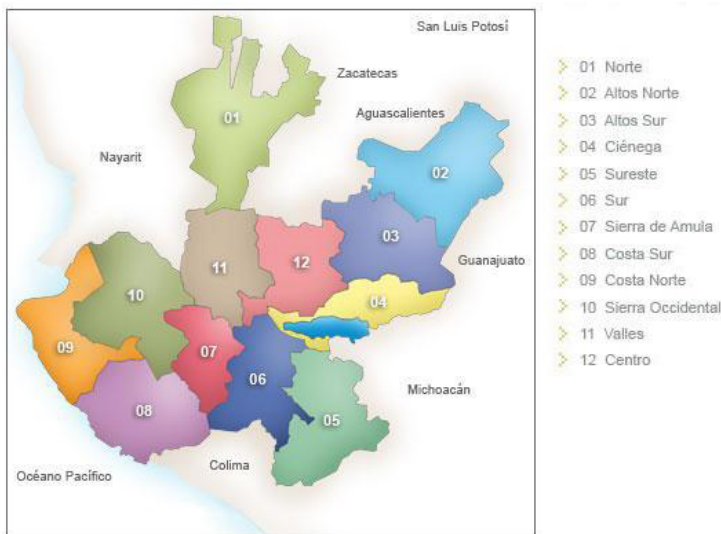 San Luis Potosí
Zacatecas
01
Aguascalientes
Nayarit
02
03
Guanajuato
11
12
10
04
09
07
06
Michoacán
08
05
Colima
Océano Pacífico
01 Norte
02 Altos Norte
03 Altos Sur
04 Ciénega
05 Sureste
06 Sur
07 Sierra de Amula
08 Costa Sur
09 Costa Norte
10 Sierra Occidental
11 Valles
12 Centro